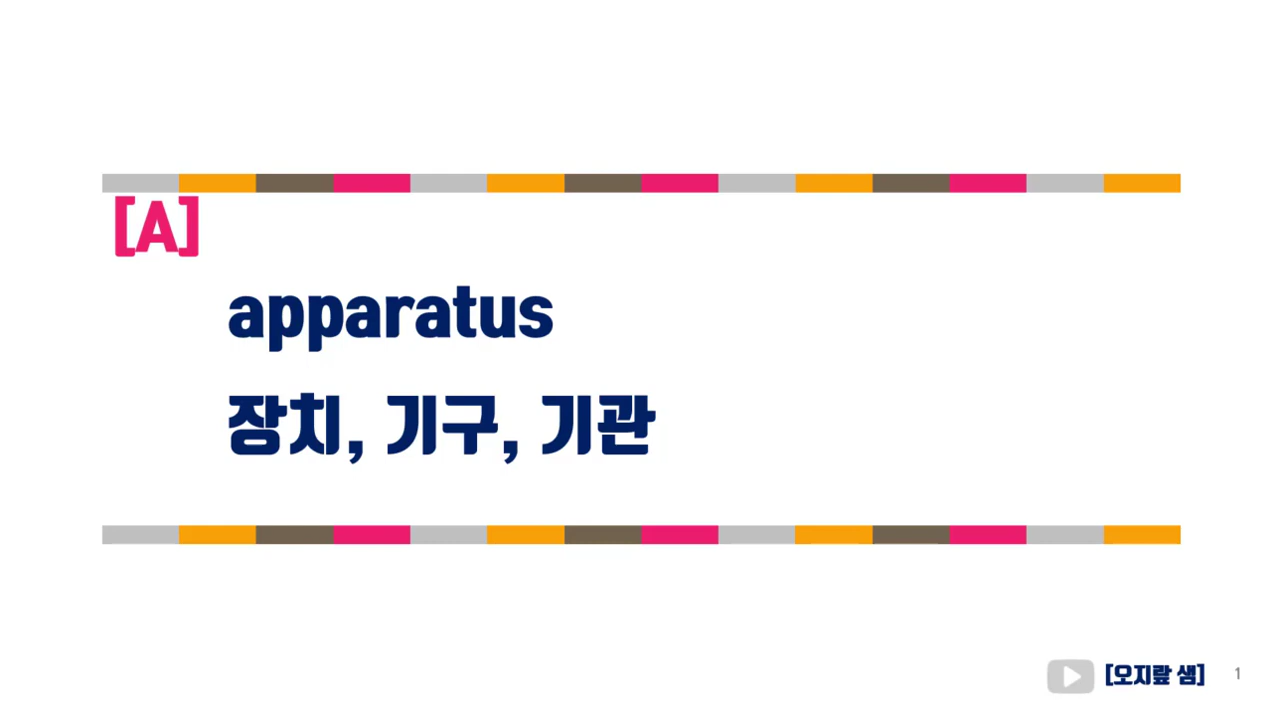 [A]
apparatus
장치, 기구, 기관
[오지랖 샘] 1